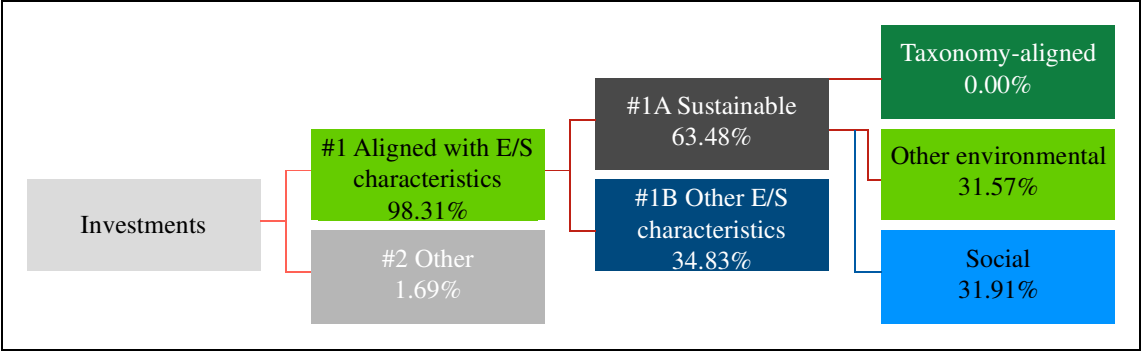 Investments
#1 Aligned with E/S
characteristics
98.31%
#2 Other
1.69%
#1A Sustainable
63.48%
#1B Other E/S
characteristics
34.83%
Taxonomy-aligned
0.00%
Other environmental
31.57%
Social
31.91%